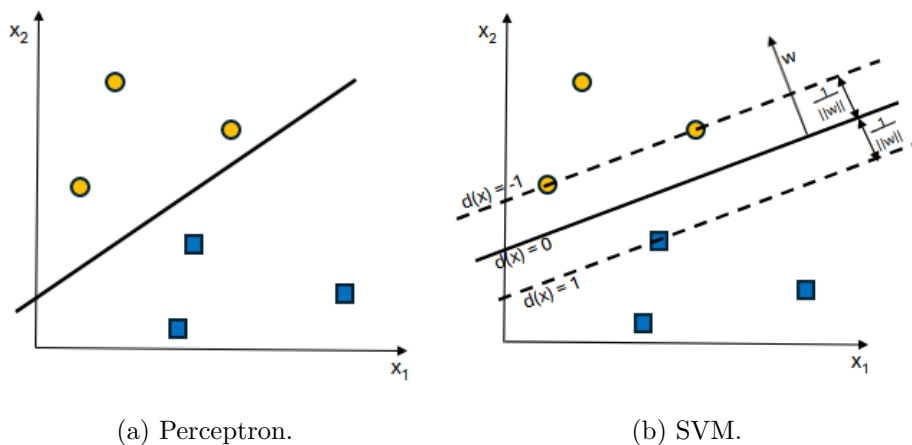 x2
x1
(a) Perceptron.
x2
w
1
||w||
1
||w||
d(x) = -1
d(x) = 0
d(x) = 1
x1
(b) SVM.